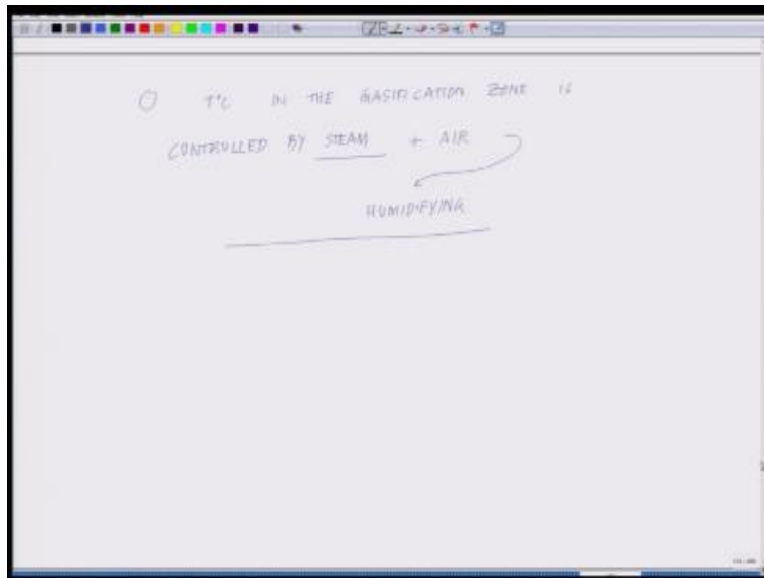 T°C IN THE GASIFICATION ZONE IS
CONTROLLED BY STEAM + AIR
HUMIDIFYING